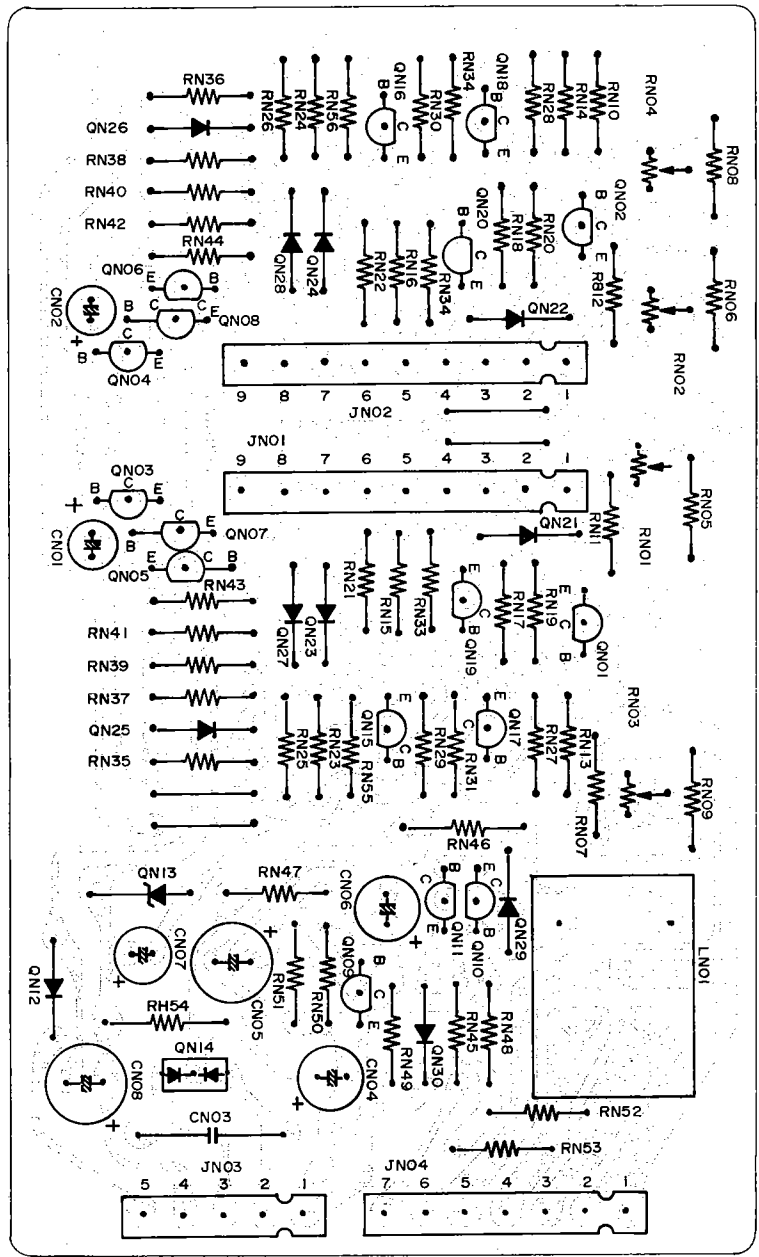 RN36
QN26
RN38
RN40
RN42
RN44
RN26
RN24
RN56
QN16
B
C
E
RN30
RN34
QN18
B
C
E
RN28
RN14
RN10
RN04
RN08
QN28
QN24
RN22
RN16
RN34
QN20
B
C
E
RN18
RN20
QN02
B
C
E
R812
RN06
RN02
QN22
QN06
E
C
B
CN02
+
B
C
E
QN08
B
C
E
QN04
9 8 7 6 5 4 3 2 1
JN02
JN01
9 8 7 6 5 4 3 2 1
QN03
B
C
E
+
CN01
B
C
E
QN07
E
C
B
QN05
RN43
RN41
RN39
RN37
QN25
RN35
QN21
RN11
RN01
RN05
RN21
RN15
RN33
QN27
QN23
E
C
B
QN19
RN17
RN19
E
C
B
QN01
RN03
RN25
RN23
RN55
QN15
E
C
B
RN29
RN31
E
C
B
QN17
RN27
RN13
RN07
RN09
RN46
QN13
RN47
CN06
+
B
C
E
QN11
E
C
B
QN10
QN29
LN01
QN12
CN07
+
CN05
+
RN51
RN50
QN09
B
C
E
RH54
QN14
CN08
+
CN04
+
RN49
QN30
RN45
RN48
RN52
RN53
CN03
JN03
5 4 3 2 1
JN04
7 6 5 4 3 2 1